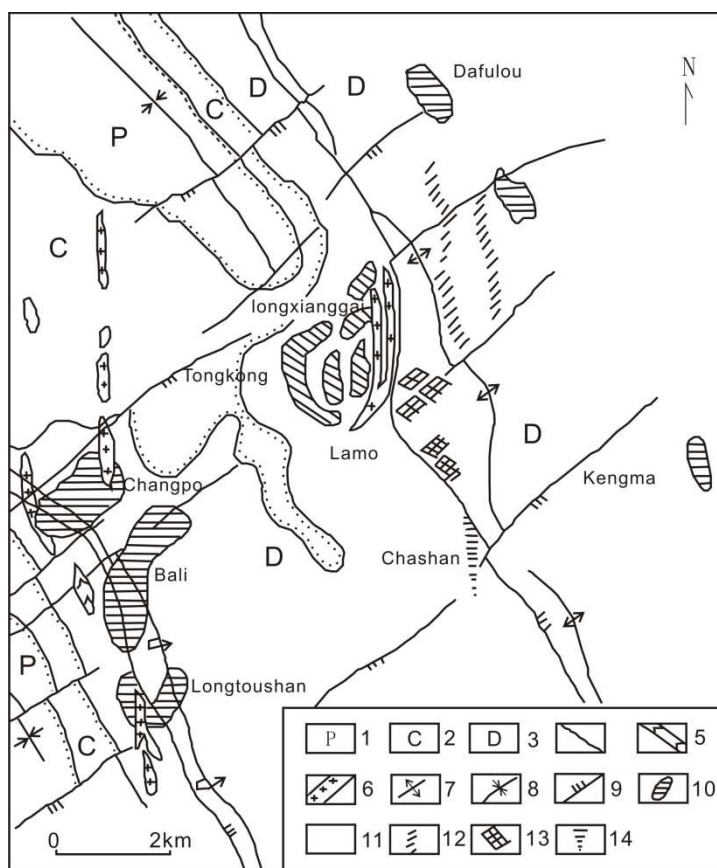 Dafulou
N
D
D
C
P
C
longxianggai
Tongkong
Lamo
D
Kengma
Changpo
Chashan
D
Bali
P
Longtoushan
C
P 1 C 2 D 3 5
6 7 8 9 10
11 12 13 14
0 2km